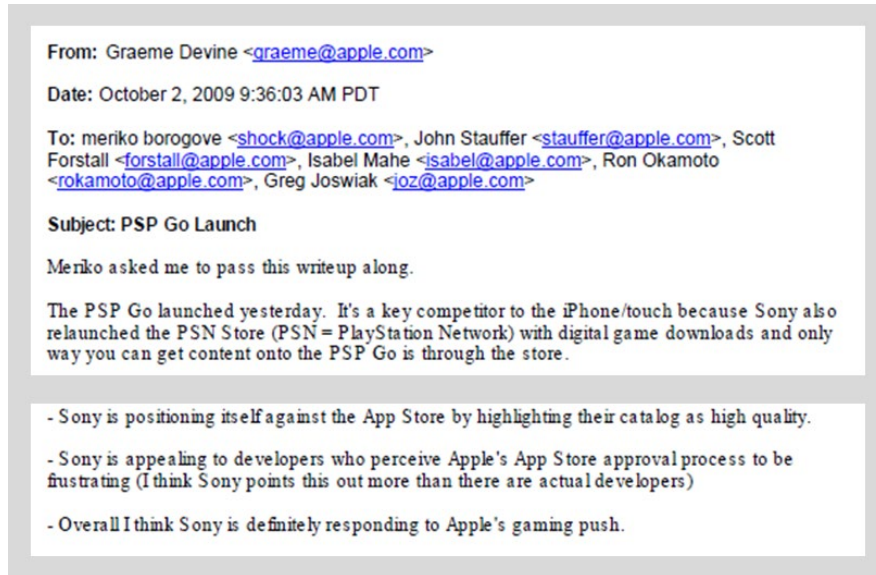 From: Graeme Devine <graeme@apple.com>
Date: October 2, 2009 9:36:03 AM PDT
To: meriko borogove <shock@apple.com>, John Stauffer <stauffer@apple.com>, Scott
Forstall <forstall@apple.com>, Isabel Mahe <isabel@apple.com>, Ron Okamoto
<rokamoto@apple.com>, Greg Joswiak <joz@apple.com>
Subject: PSP Go Launch
Meriko asked me to pass this writeup along.
The PSP Go launched yesterday.  It's a key competitor to the iPhone/touch because Sony also
relaunched the PSN Store (PSN = PlayStation Network) with digital game downloads and only
way you can get content onto the PSP Go is through the store.
- Sony is positioning itself against the App Store by highlighting their catalog as high quality.
- Sony is appealing to developers who perceive Apple's App Store approval process to be
frustrating (I think Sony points this out more than there are actual developers)
- Overall I think Sony is definitely responding to Apple's gaming push.